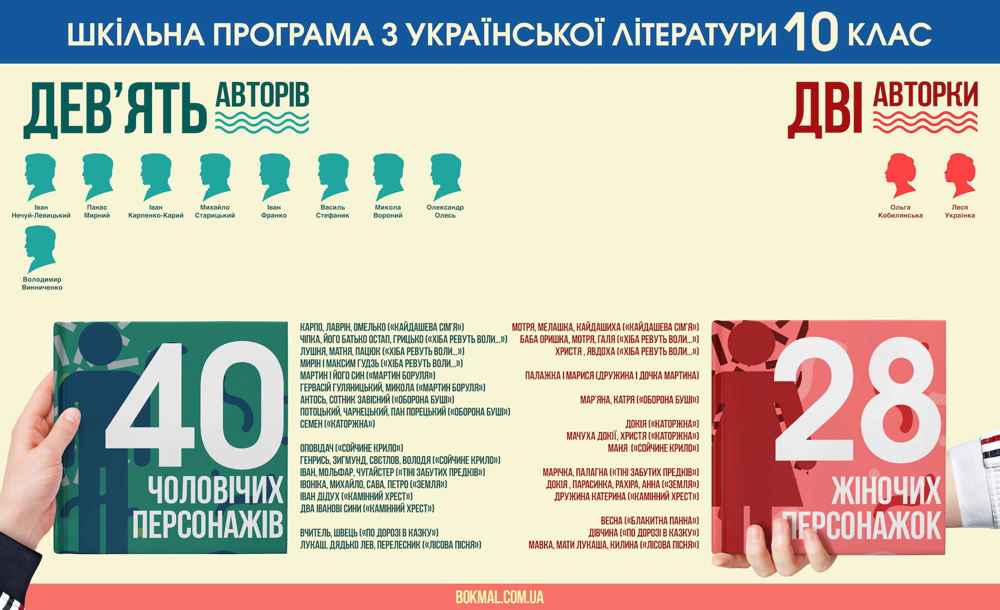 ШКІЛЬНА ПРОГРАМА З УКРАЇНСЬКОЇ ЛІТЕРАТУРИ 10 КЛАС
ДЕВ'ЯТЬ АВТОРІВ
ДВІ АВТОРКИ
Іван
Нечуй-Левицький
Панас
Мирний
Іван
Карпенко-Карий
Михайло
Старицький
Іван
Франко
Василь
Стефаник
Микола
Вороний
Олександр
Олесь
Ольга
Кобилянська
Леся
Українка
Володимир
Винниченко
40
ЧОЛОВІЧИХ
ПЕРСОНАЖІВ
КАРПО, ЛАВРІН, ОМЕЛЬКО («КАЙДАШЕВА СІМ'Я»)
ЧІПКА, ЙОГО БАТЬКО ОСТАП, ГРИЦЬКО («ХІБА РЕВУТЬ ВОЛИ...»)
ЛУШНЯ, МАТНЯ, ПАЦЮК («ХІБА РЕВУТЬ ВОЛИ...»)
МИРІН І МАКСИМ ГУДЗЬ («ХІБА РЕВУТЬ ВОЛИ...»)
МАРТИН І ЙОГО СИН («МАРТИН БОРУЛЯ»)
ГЕРВАСІЙ ГУЛЯНИЦЬКИЙ, МИКОЛА («МАРТИН БОРУЛЯ»)
АНТОСЬ, СОТНИК ЗАВІСНИЙ («ОБОРОНА БУШІ»)
ПОТОЦЬКИЙ, ЧАРНЕЦЬКИЙ, ПАН ПОРЕЦЬКИЙ («ОБОРОНА БУШІ»)
СЕМЕН («КАТОРЖНА»)
ОПОВІДАЧ («СОЙЧИНЕ КРИЛО»)
ГЕНРИСЬ, ЗИГМУНД, СВЄТЛОВ, ВОЛОДЯ («СОЙЧИНЕ КРИЛО»)
ІВАН, МОЛЬФАР, ЧУГАЙСТЕР («ТІНІ ЗАБУТИХ ПРЕДКІВ»)
ІВОНІКА, МИХАЙЛО, САВА, ПЕТРО («ЗЕМЛЯ»)
ІВАН ДІДУХ («КАМІННИЙ ХРЕСТ»)
ДВА ІВАНОВІ СИНИ («КАМІННИЙ ХРЕСТ»)
ВЧИТЕЛЬ, ШВЕЦЬ («ПО ДОРОЗІ В КАЗКУ»)
ЛУКАШ, ДЯДЬКО ЛЕВ, ПЕРЕЛЕСНИК («ЛІСОВА ПІСНЯ»)
МОТРЯ, МЕЛАШКА, КАЙДАШИХА («КАЙДАШЕВА СІМ'Я»)
БАБА ОРИШКА, МОТРЯ, ГАЛЯ («ХІБА РЕВУТЬ ВОЛИ...»)
ХРИСТЯ , ЯВДОХА («ХІБА РЕВУТЬ ВОЛИ...»)
ПАЛАЖКА І МАРИСЯ (ДРУЖИНА І ДОЧКА МАРТИНА)
МАР'ЯНА, КАТРЯ («ОБОРОНА БУШІ»)
ДОКІЯ («КАТОРЖНА»)
МАЧУХА ДОКІЇ, ХРИСТЯ («КАТОРЖНА»)
МАНЯ («СОЙЧИНЕ КРИЛО»)
МАРІЧКА, ПАЛАГНА («ТІНІ ЗАБУТИХ ПРЕДКІВ»)
ДОКІЯ , ПАРАСИНКА, РАХІРА, АННА («ЗЕМЛЯ»)
ДРУЖИНА КАТЕРИНА («КАМІННИЙ ХРЕСТ»)
ВЕСНА («БЛАКИТНА ПАННА»)
ДІВЧИНА («ПО ДОРОЗІ В КАЗКУ»)
МАВКА, МАТИ ЛУКАША, КИЛИНА («ЛІСОВА ПІСНЯ»)
28
ЖІНОЧИХ
ПЕРСОНАЖОК
BOKMAL.COM.UA